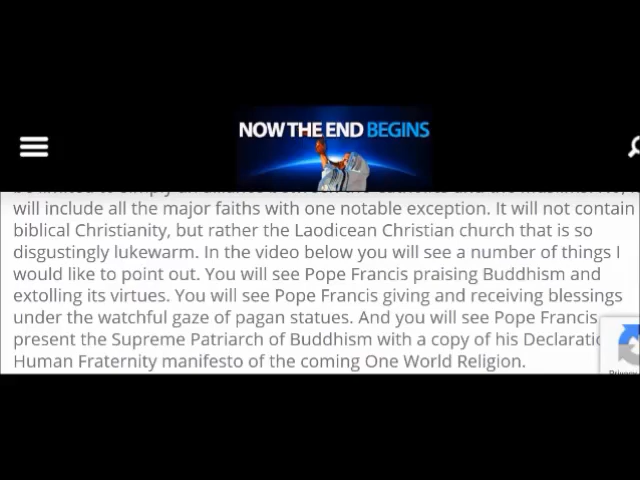 NOW THE END BEGINS
will include all the major faiths with one notable exception. It will not contain
biblical Christianity, but rather the Laodicean Christian church that is so
disgustingly lukewarm. In the video below you will see a number of things I
would like to point out. You will see Pope Francis praising Buddhism and
extolling its virtues. You will see Pope Francis giving and receiving blessings
under the watchful gaze of pagan statues. And you will see Pope Francis
present the Supreme Patriarch of Buddhism with a copy of his Declaratio
Human Fraternity manifesto of the coming One World Religion.